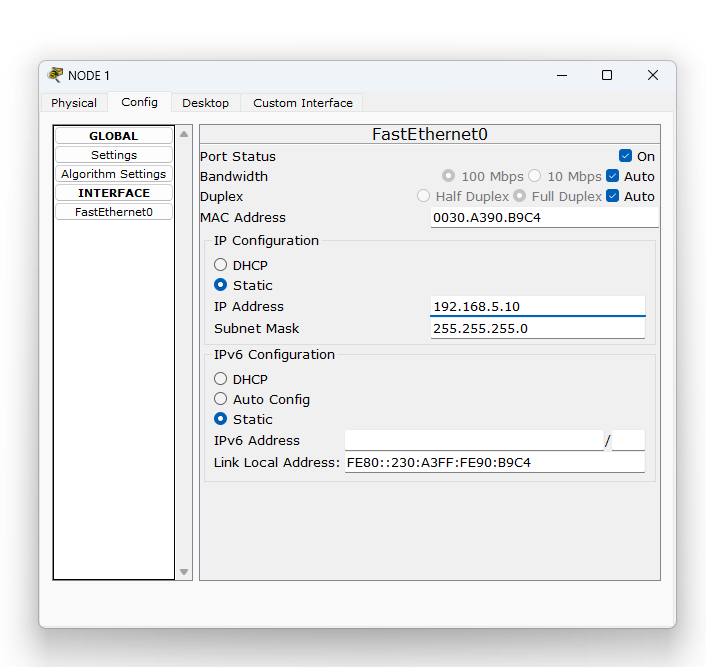 NODE 1
Physical Config Desktop Custom Interface
GLOBAL
Settings
Algorithm Settings
INTERFACE
FastEthernet0
FastEthernet0
Port Status On
Bandwidth 100 Mbps 10 Mbps Auto
Duplex Half Duplex Full Duplex Auto
MAC Address 0030.A390.B9C4
IP Configuration
DHCP
Static
IP Address 192.168.5.10
Subnet Mask 255.255.255.0
IPv6 Configuration
DHCP
Auto Config
Static
IPv6 Address /
Link Local Address: FE80::230:A3FF:FE90:B9C4